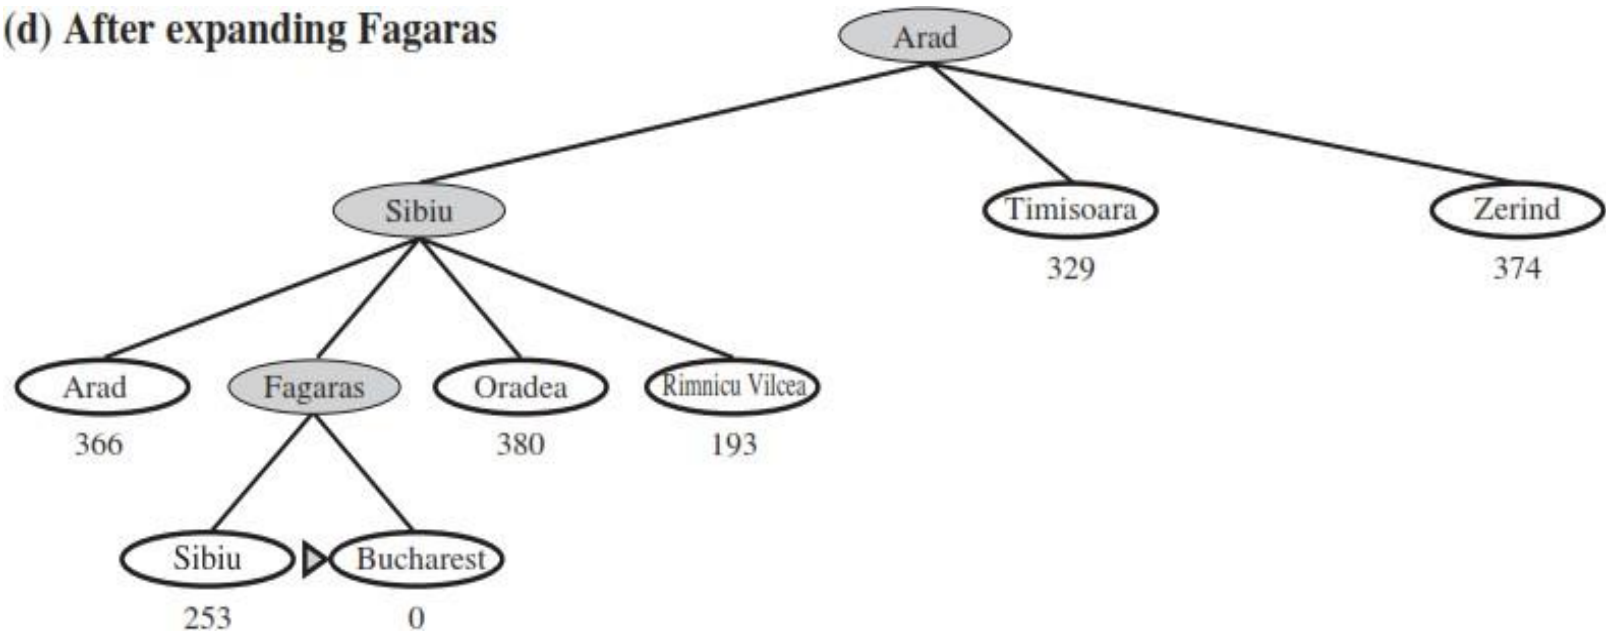 (d) After expanding Fagaras
Arad
Sibiu
Timisoara
Zerind
329
374
Arad
Fagaras
Oradea
Rimnicu Vilcea
366
380
193
Sibiu
Bucharest
253
0